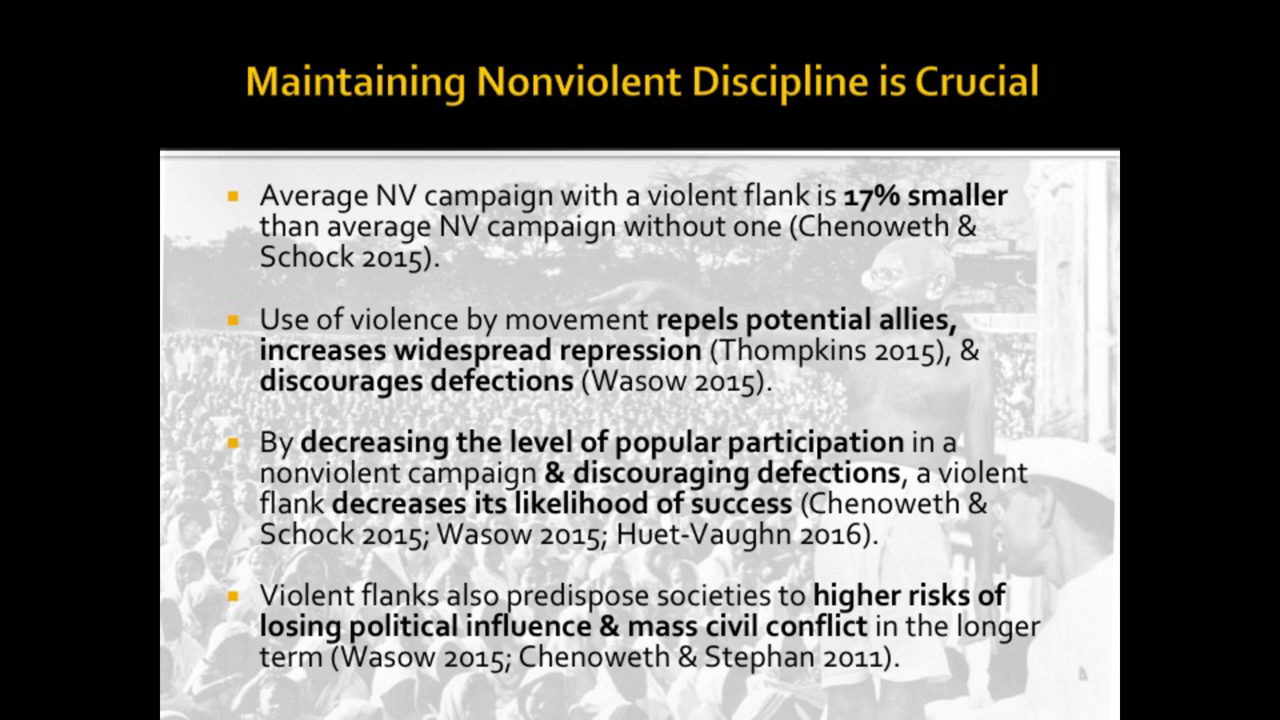 Maintaining Nonviolent Discipline is Crucial
Average NV campaign with a violent flank is 17% smaller
than average NV campaign without one (Chenoweth &
Schock 2015).
Use of violence by movement repels potential allies,
increases widespread repression (Thompkins 2015), &
discourages defections (Wasow 2015).
By decreasing the level of popular participation in a
nonviolent campaign & discouraging defections, a violent
flank decreases its likelihood of success (Chenoweth &
Schock 2015; Wasow 2015; Huet-Vaughn 2016).
Violent flanks also predispose societies to higher risks of
losing political influence & mass civil conflict in the longer
term (Wasow 2015; Chenoweth & Stephan 2011).